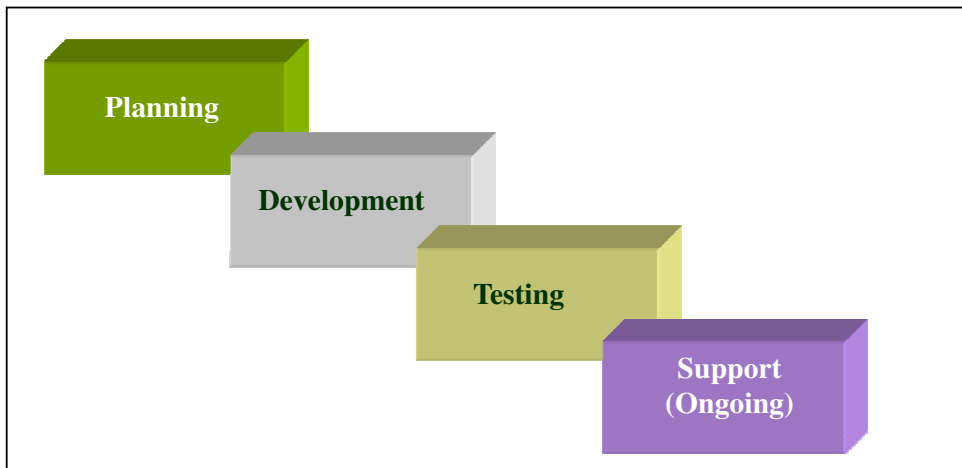 Planning
Development
Testing
Support
(Ongoing)